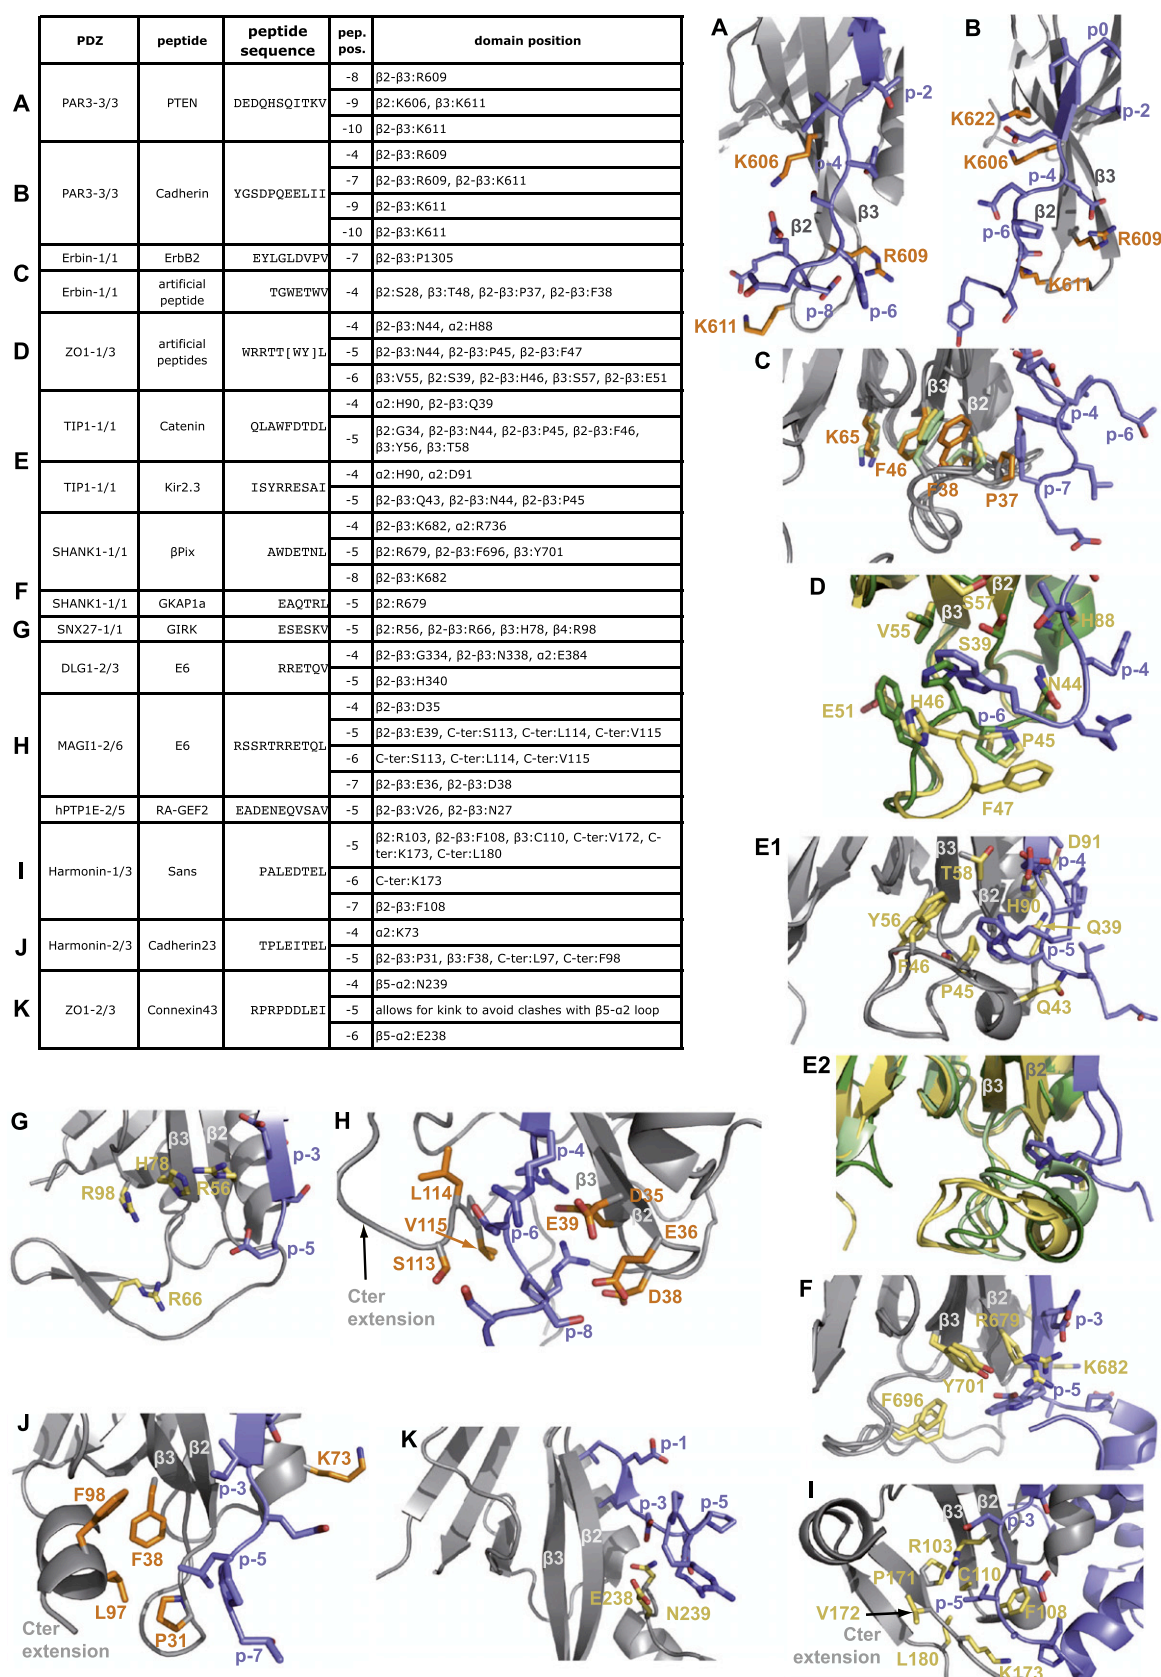 PDZ peptide peptide sequence pep. pos. domain position
A PAR3-3/3 PTEN DEDQHSQITKV -8 β2-β3:R609
-9 β2:K606, β3:K611
-10 β2-β3:K611
B PAR3-3/3 Cadherin YGSDPQEELII -4 β2-β3:R609
-7 β2-β3:R609, β2-β3:K611
-9 β2-β3:K611
-10 β2-β3:K611
C Erbin-1/1 ErbB2 EYLGLDVPV -7 β2-β3:P1305
Erbin-1/1 artificial peptide TGWETWV -4 β2:S28, β3:T48, β2-β3:P37, β2-β3:F38
D ZO1-1/3 artificial peptides WRRTT[WY]L -4 β2-β3:N44, α2:H88
-5 β2-β3:N44, β2-β3:P45, β2-β3:F47
-6 β3:V55, β2:S39, β2-β3:H46, β3:S57, β2-β3:E51
E TIP1-1/1 Catenin QLAWFDTDL -4 α2:H90, β2-β3:Q39
-5 β2:G34, β2-β3:N44, β2-β3:P45, β2-β3:F46,
β3:Y56, β3:T58
TIP1-1/1 Kir2.3 ISYRRESAI -4 α2:H90, α2:D91
-5 β2-β3:Q43, β2-β3:N44, β2-β3:P45
F SHANK1-1/1 βPix AWDETNL -4 β2-β3:K682, α2:R736
-5 β2:R679, β2-β3:F696, β3:Y701
-8 β2-β3:K682
SHANK1-1/1 GKAP1a EAQTRL -5 β2:R679
G SNX27-1/1 GIRK ESESKV -5 β2:R56, β2-β3:R66, β3:H78, β4:R98
H DLG1-2/3 E6 RRETQV -4 β2-β3:G334, β2-β3:N338, α2:E384
-5 β2-β3:H340
MAGI1-2/6 E6 RSSRTRRETQL -4 β2-β3:D35
-5 β2-β3:E39, C-ter:S113, C-ter:L114, C-ter:V115
-6 C-ter:S113, C-ter:L114, C-ter:V115
-7 β2-β3:E36, β2-β3:D38
hPTP1E-2/5 RA-GEF2 EADENEQVSAV -5 β2-β3:V26, β2-β3:N27
I Harmonin-1/3 Sans PALEDTEL -5 β2:R103, β2-β3:F108, β3:C110, C-ter:V172, C-
ter:K173, C-ter:L180
-6 C-ter:K173
-7 β2-β3:F108
J Harmonin-2/3 Cadherin23 TPLEITEL -4 α2:K73
-5 β2-β3:P31, β3:F38, C-ter:L97, C-ter:F98
K ZO1-2/3 Connexin43 RPRPDDLEI -4 β5-α2:N239
-5 allows for kink to avoid clashes with β5-α2 loop
-6 β5-α2:E238
A
p-2
K606
p-4
β2
β3
R609
p-8
p-6
K611
B
p0
p-2
K622
K606
p-4
β3
β2
p-6
R609
K611
C
β3
β2
K65
F46
F38
P37
p-4
p-6
p-7
D
β2
S57
β3
V55
S39
H88
p-4
N44
H46
E51
p-6
P45
F47
E1
β3
T58
D91
p-4
β2
H90
Y56
Q39
p-5
F46
P45
Q43
E2
β2
β3
F
β2
R679
p-3
β3
K682
Y701
p-5
F696
G
β3
β2
p-3
H78
R98
R56
p-5
R66
H
p-4
β3
L114
D35
β2
V115
E39
E36
p-6
S113
Cter
extension
D38
p-8
I
β2
β3
p-3
R103
P171
C110
p-5
V172
F108
Cter
extension
L180
K173
J
β2
β3
K73
p-3
F98
F38
p-5
L97
P31
Cter
extension
p-7
K
p-1
p-3
p-5
β2
β3
E238
N239